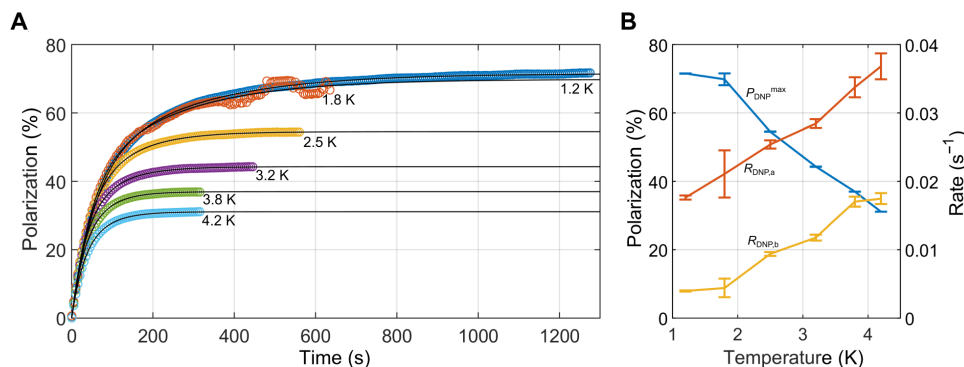 A
B
80
60
40
20
0
Polarization (%)
0
200
400
600
800
1000
1200
Time (s)
1.8 K
1.2 K
2.5 K
3.2 K
3.8 K
4.2 K
80
60
40
20
0
Polarization (%)
1
2
3
4
Temperature (K)
0.04
0.03
0.02
0.01
0
Rate (s⁻¹)
P_DNP^max
R_DNP,a
R_DNP,b